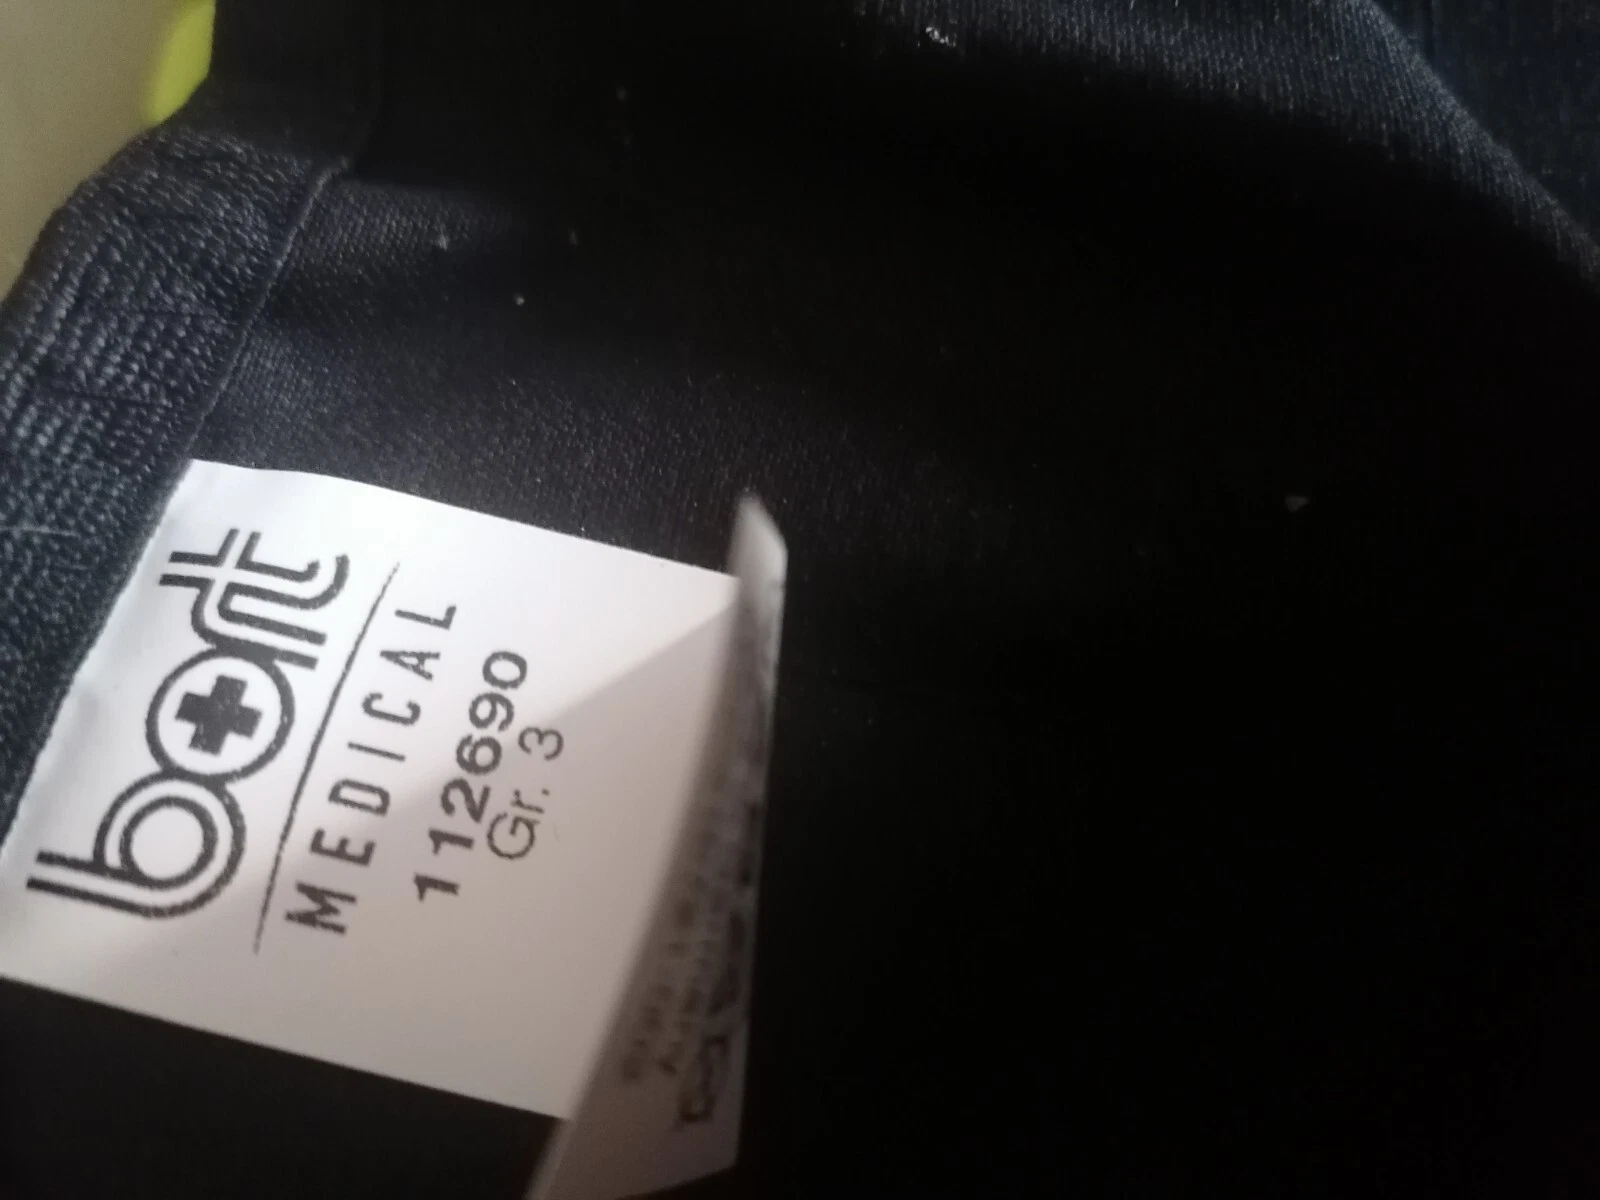 bort
MEDICAL
112690
Gr. 3